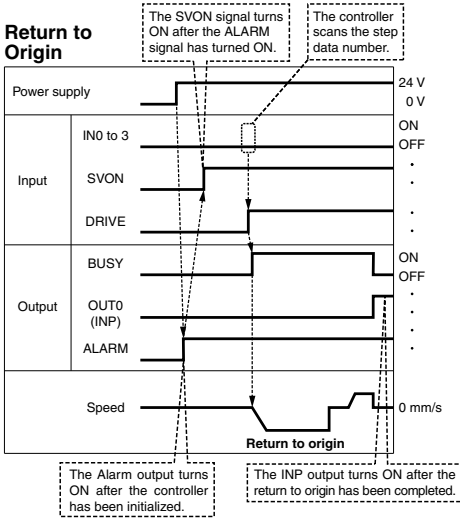 Return to
Origin
The SVON signal turns
ON after the ALARM
signal has turned ON.
The controller
scans the step
data number.
Power supply
24 V
0 V
Input
IN0 to 3
ON
OFF
SVON
DRIVE
Output
BUSY
ON
OFF
OUT0
(INP)
ALARM
Speed
0 mm/s
Return to origin
The Alarm output turns
ON after the controller
has been initialized.
The INP output turns ON after the
return to origin has been completed.